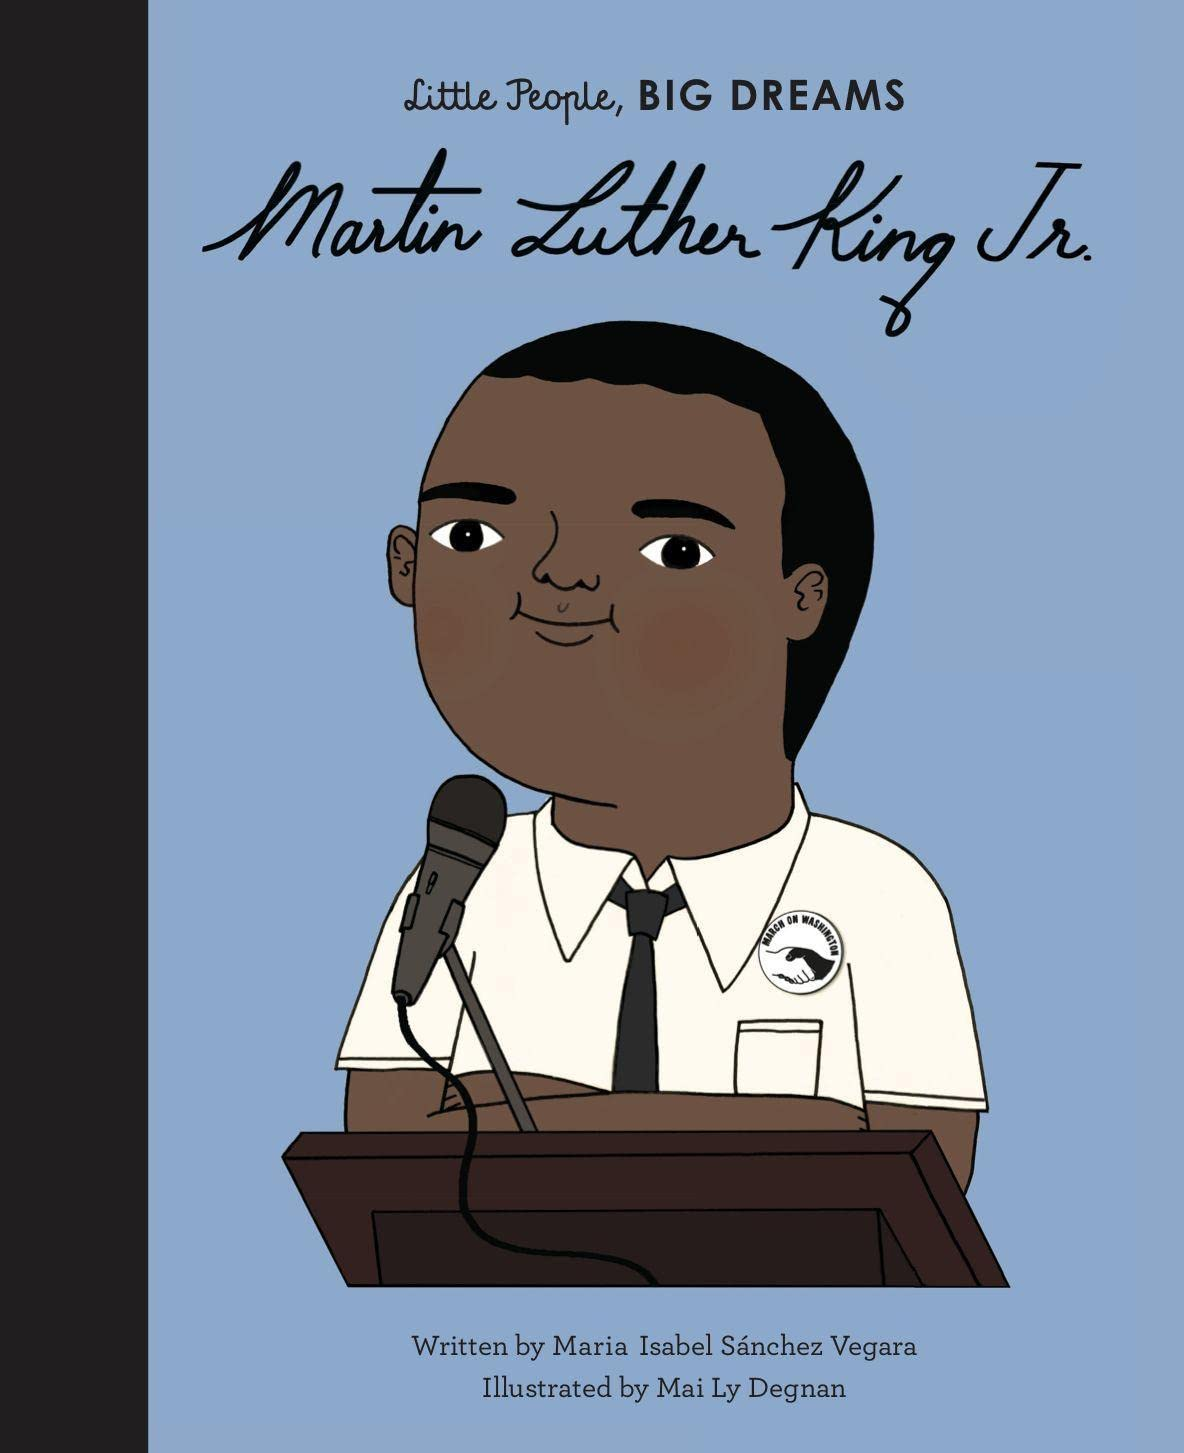 Little People, BIG DREAMS
Martin Luther King Jr.
MARCH ON WASHINGTON
Written by Maria Isabel Sánchez Vegara
Illustrated by Mai Ly Degnan